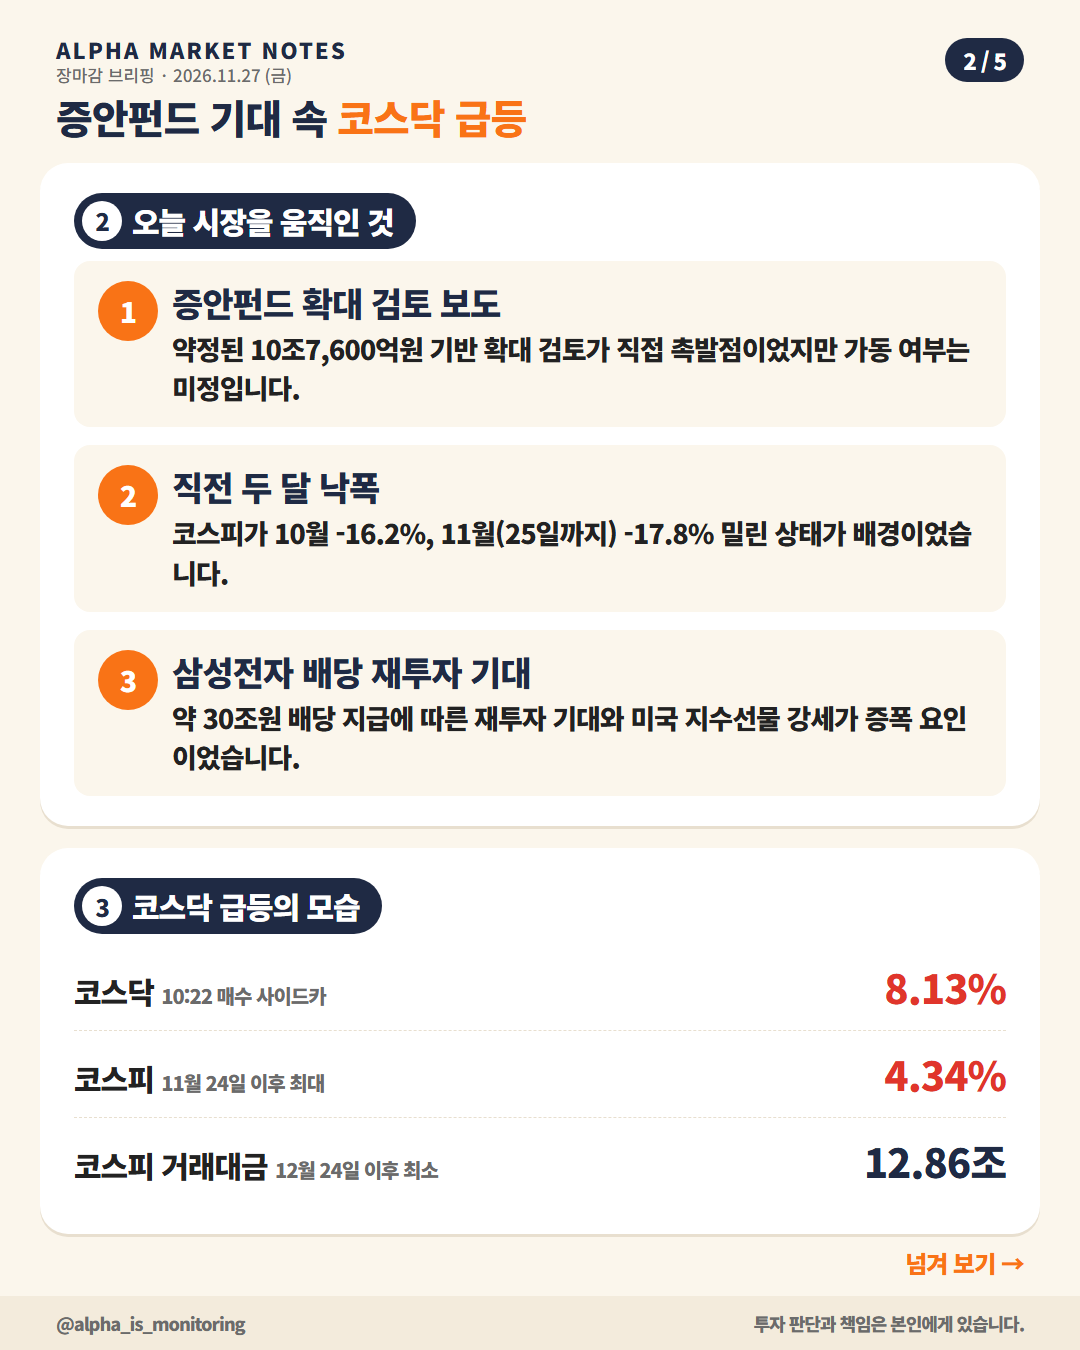 ALPHA MARKET NOTES
장마감 브리핑 · 2026.11.27 (금)
2 / 5
증안펀드 기대 속 코스닥 급등
2 오늘 시장을 움직인 것
1 증안펀드 확대 검토 보도
약정된 10조7,600억원 기반 확대 검토가 직접 촉발점이었지만 가동 여부는
미정입니다.
2 직전 두 달 낙폭
코스피가 10월 -16.2%, 11월(25일까지) -17.8% 밀린 상태가 배경이었습
니다.
3 삼성전자 배당 재투자 기대
약 30조원 배당 지급에 따른 재투자 기대와 미국 지수선물 강세가 증폭 요인
이었습니다.
3 코스닥 급등의 모습
코스닥 10:22 매수 사이드카 8.13%
코스피 11월 24일 이후 최대 4.34%
코스피 거래대금 12월 24일 이후 최소 12.86조
넘겨 보기 →
@alpha_is_monitoring
투자 판단과 책임은 본인에게 있습니다.